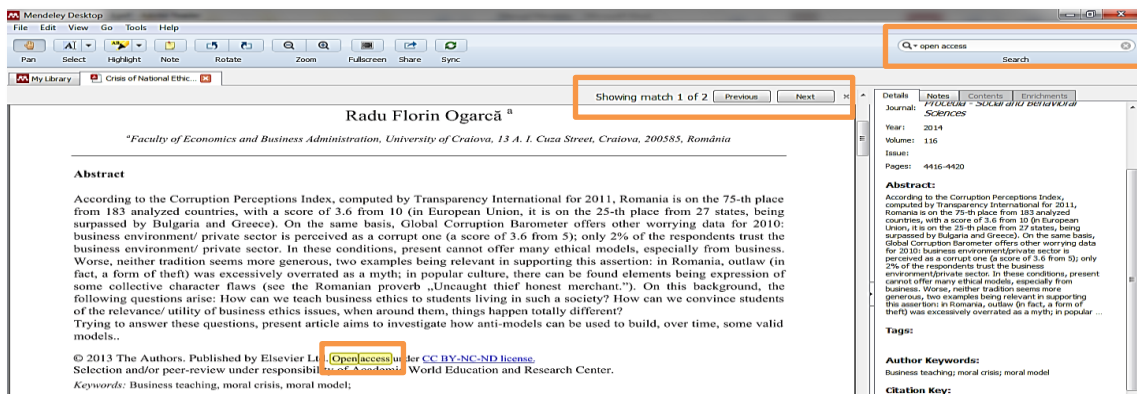 Mendeley Desktop
File Edit View Go Tools Help
Pan Select Highlight Note Rotate Zoom Fullscreen Share Sync
open access
Search
My Library Crisis of National Ethic...
Showing match 1 of 2 Previous Next
Details Notes Contents Enrichments
Radu Florin Ogarcă a
aFaculty of Economics and Business Administration, University of Craiova, 13 A. I. Cuza Street, Craiova, 200585, România
Abstract
According to the Corruption Perceptions Index, computed by Transparency International for 2011, Romania is on the 75-th place
from 183 analyzed countries, with a score of 3.6 from 10 (in European Union, it is on the 25-th place from 27 states, being
surpassed by Bulgaria and Greece). On the same basis, Global Corruption Barometer offers other worrying data for 2010:
business environment/ private sector is perceived as a corrupt one (a score of 3.6 from 5); only 2% of the respondents trust the
business environment/ private sector. In these conditions, present cannot offer many ethical models, especially from business.
Worse, neither tradition seems more generous, two examples being relevant in supporting this assertion: in Romania, outlaw (in
fact, a form of theft) was excessively overrated as a myth; in popular culture, there can be found elements being expression of
some collective character flaws (see the Romanian proverb „Uncaught thief honest merchant.”). On this background, the
following questions arise: How can we teach business ethics to students living in such a society? How can we convince students
of the relevance/ utility of business ethics issues, when around them, things happen totally different?
Trying to answer these questions, present article aims to investigate how anti-models can be used to build, over time, some valid
models..
© 2013 The Authors. Published by Elsevier Ltd. Open access under CC BY-NC-ND license.
Selection and/or peer-review under responsibility of Academic World Education and Research Center.
Keywords: Business teaching, moral crisis, moral model;
Journal: Procedia - Social and Behavioral
Sciences
Year: 2014
Volume: 116
Issue:
Pages: 4416-4420
Abstract:
According to the Corruption Perceptions Index,
computed by Transparency International for 2011,
Romania is on the 75-th place from 183 analyzed
countries, with a score of 3.6 from 10 (in European
Union, it is on the 25-th place from 27 states, being
surpassed by Bulgaria and Greece). On the same basis,
Global Corruption Barometer offers other worrying data
for 2010: business environment/private sector is
perceived as a corrupt one (a score of 3.6 from 5); only
2% of the respondents trust the business
environment/private sector. In these conditions, present
cannot offer many ethical models, especially from
business. Worse, neither tradition seems more
generous, two examples being relevant in supporting
this assertion: in Romania, outlaw (in fact, a form of
theft) was excessively overrated as a myth; in popular ...
Tags:
Author Keywords:
Business teaching; moral crisis; moral model
Citation Key: